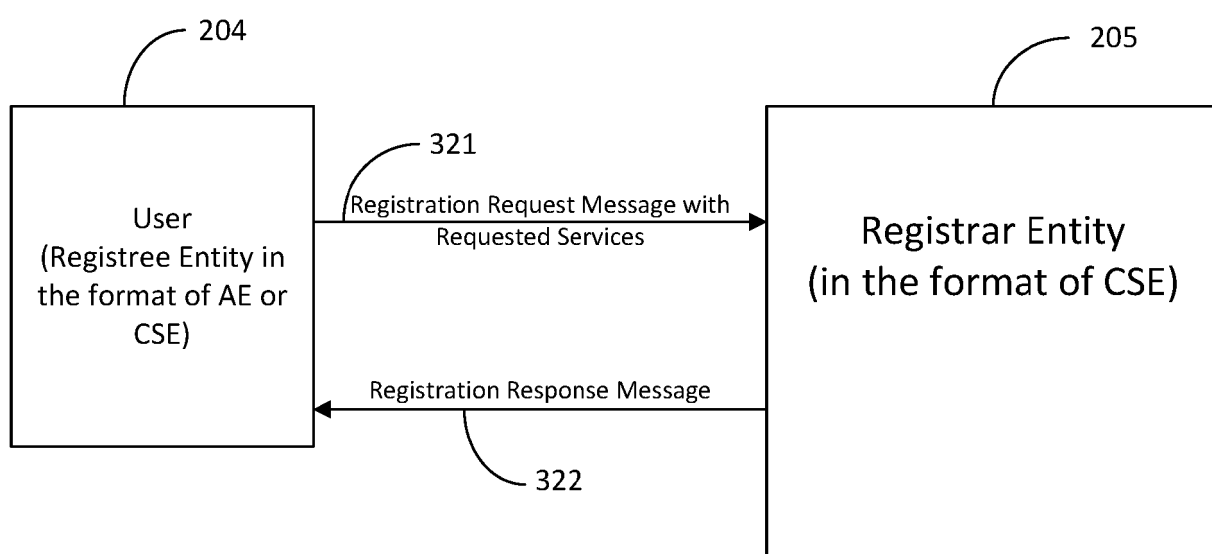 204
205
321
Registration Request Message with
Requested Services
User
(Registree Entity in
the format of AE or
CSE)
Registrar Entity
(in the format of CSE)
Registration Response Message
322